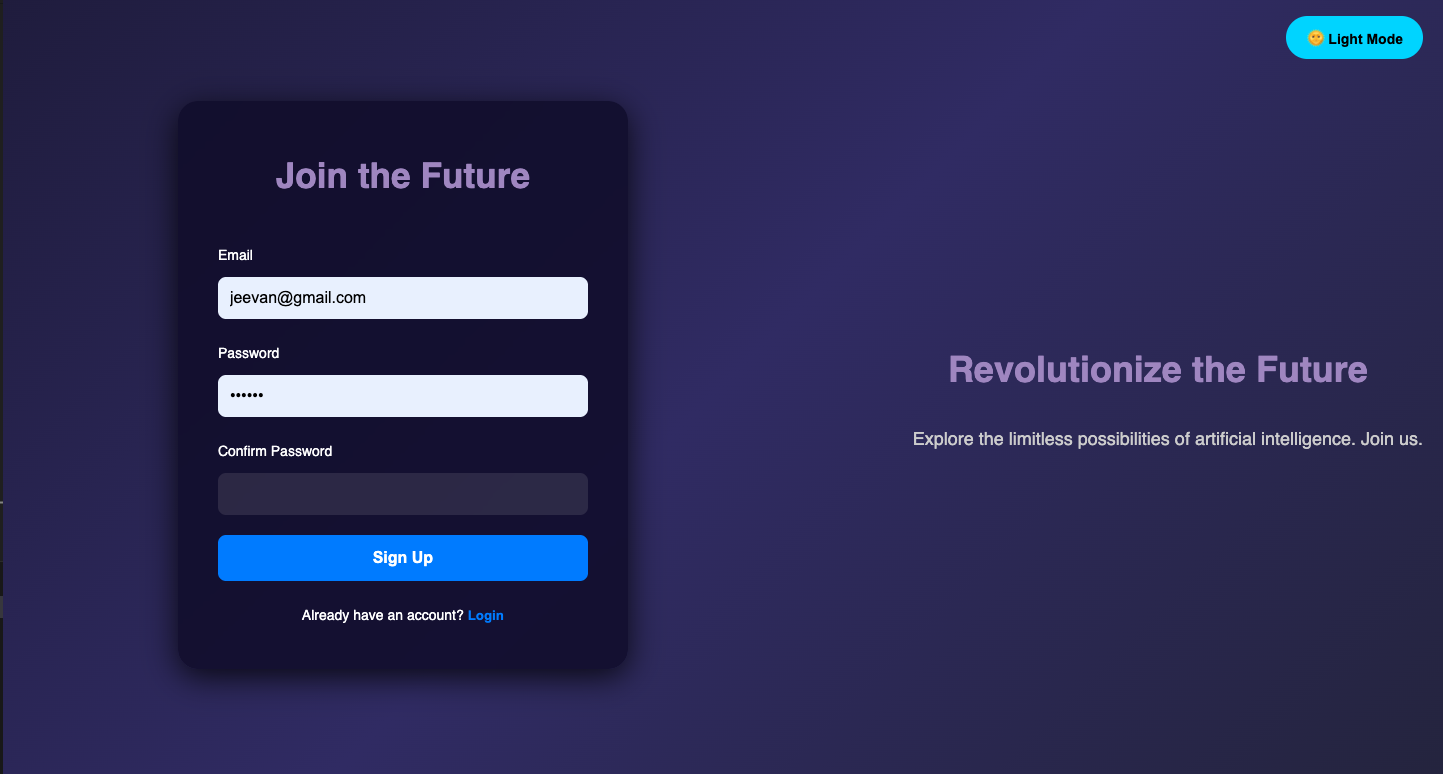 🌞 Light Mode
Join the Future
Email
jeevan@gmail.com
Password
••••••
Confirm Password
Sign Up
Already have an account? Login
Revolutionize the Future
Explore the limitless possibilities of artificial intelligence. Join us.